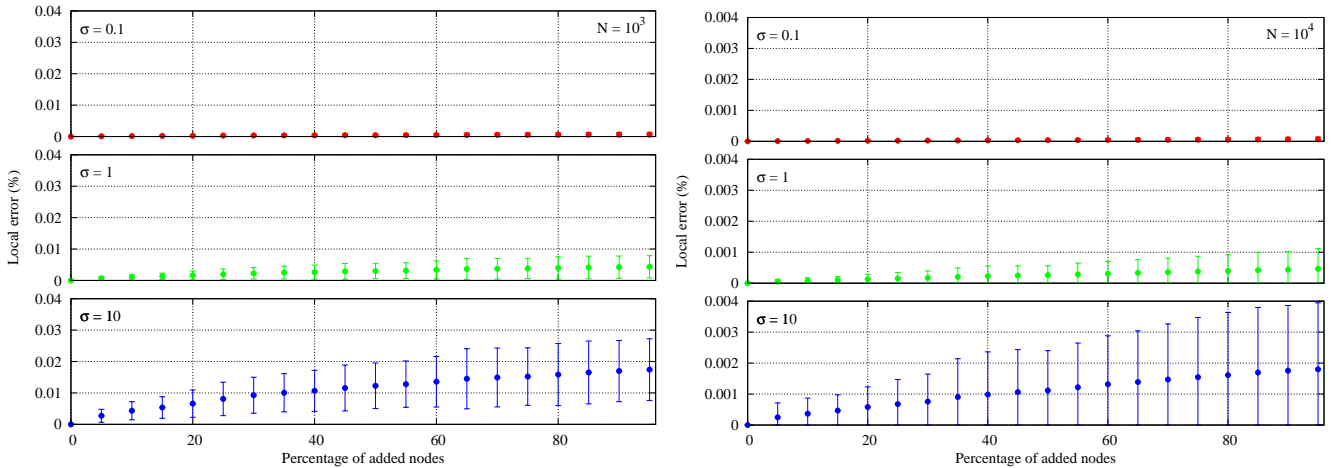 0.04
σ = 0.1
N = 10³
0.03
0.02
0.01
0
0.04
σ = 1
0.03
0.02
0.01
0
0.04
σ = 10
0.03
0.02
0.01
0
0 20 40 60 80
Local error (%)
Percentage of added nodes
0.004
σ = 0.1
N = 10⁴
0.003
0.002
0.001
0
0.004
σ = 1
0.003
0.002
0.001
0
0.004
σ = 10
0.003
0.002
0.001
0
0 20 40 60 80
Local error (%)
Percentage of added nodes